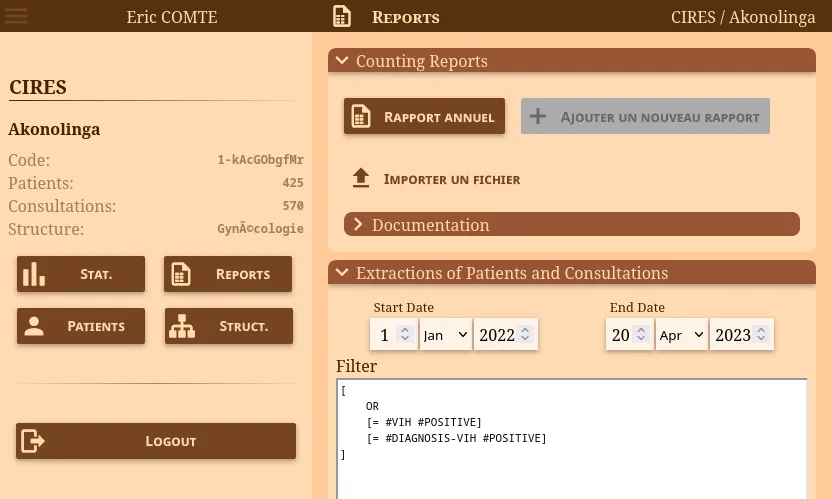 Eric COMTE
REPORTS
CIRES / Akonolinga
CIRES
Akonolinga
Code: 1-kAcGObgfMr
Patients: 425
Consultations: 570
Structure: GynÃ©cologie
STAT.
REPORTS
PATIENTS
STRUCT.
LOGOUT
Counting Reports
RAPPORT ANNUEL
AJOUTER UN NOUVEAU RAPPORT
IMPORTER UN FICHIER
Documentation
Extractions of Patients and Consultations
Start Date
End Date
1 Jan 2022
20 Apr 2023
Filter
[
OR
[= #VIH #POSITIVE]
[= #DIAGNOSIS-VIH #POSITIVE]
]